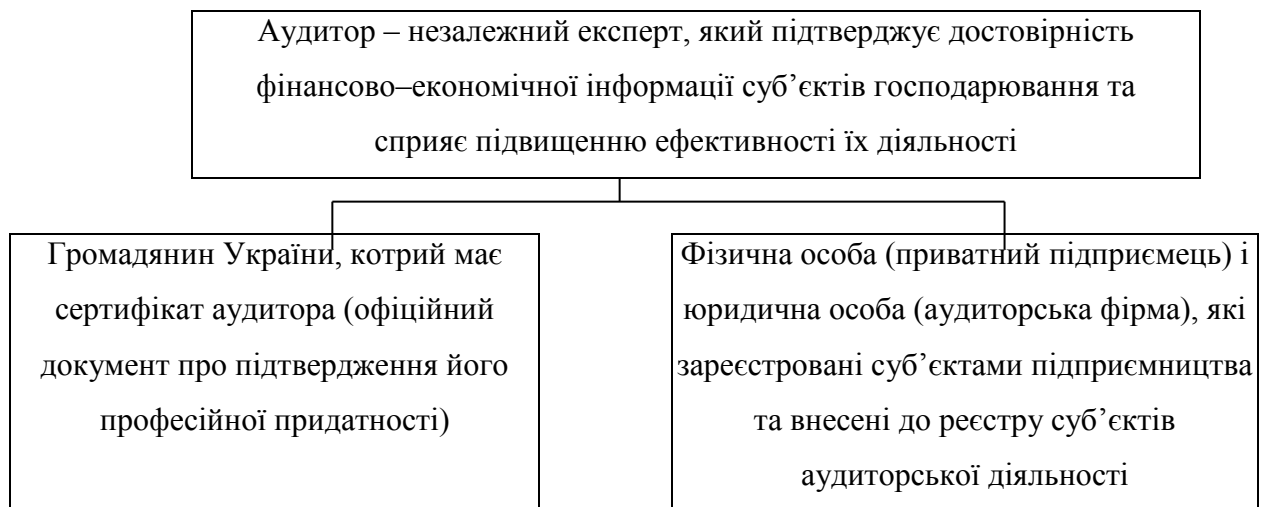 Аудитор – незалежний експерт, який підтверджує достовірність
фінансово–економічної інформації суб’єктів господарювання та
сприяє підвищенню ефективності їх діяльності
Громадянин України, котрий має
сертифікат аудитора (офіційний
документ про підтвердження його
професійної придатності)
Фізична особа (приватний підприємець) і
юридична особа (аудиторська фірма), які
зареєстровані суб’єктами підприємництва
та внесені до реєстру суб’єктів
аудиторської діяльності